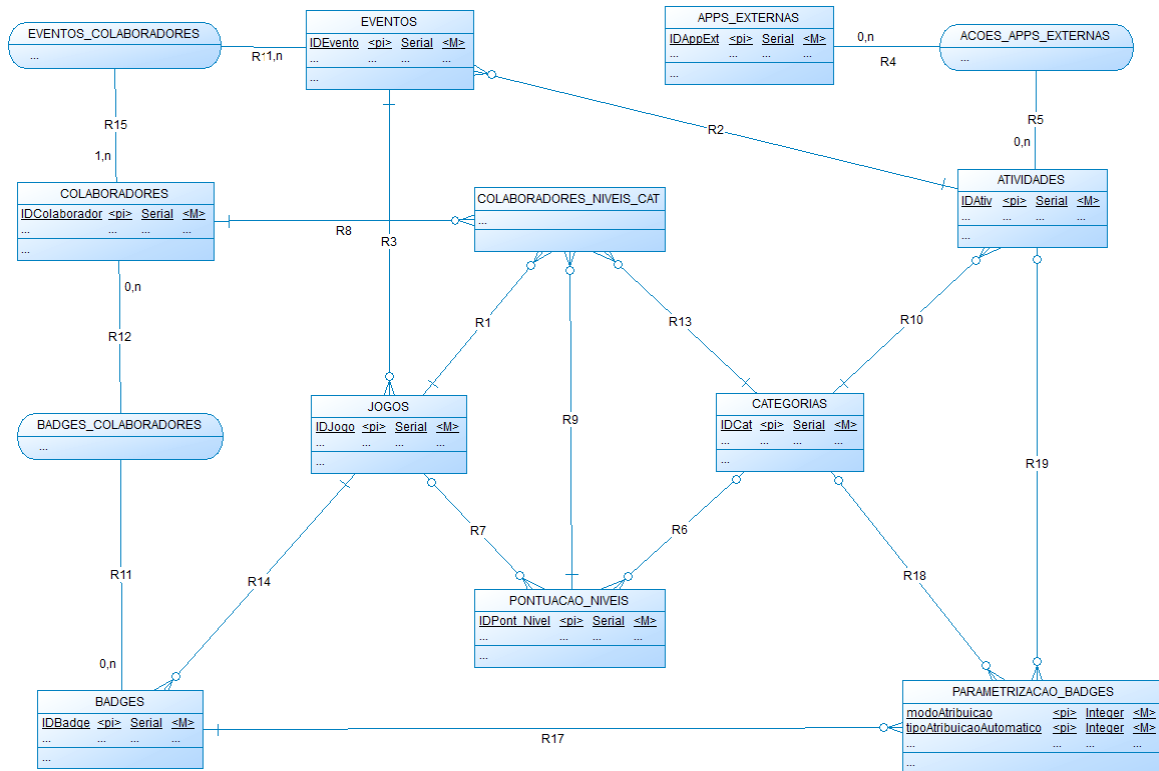 EVENTOS_COLABORADORES
...
EVENTOS
IDEvento <pi> Serial <M>
... ... ... ...
...
APPS_EXTERNAS
IDAppExt <pi> Serial <M>
... ... ... ...
...
ACOES_APPS_EXTERNAS
...
0,n
R4
1,n
R2
R15
1,n
R5
0,n
COLABORADORES
IDColaborador <pi> Serial <M>
... ... ... ...
...
COLABORADORES_NIVEIS_CAT
...
ATIVIDADES
IDAtiv <pi> Serial <M>
... ... ... ...
...
R8
R3
0,n
R12
R1
R13
R10
R9
JOGOS
IDJogo <pi> Serial <M>
... ... ... ...
...
CATEGORIAS
IDCat <pi> Serial <M>
... ... ... ...
...
BADGES_COLABORADORES
...
R19
R7
R6
R11
R14
R18
0,n
PONTUACAO_NIVEIS
IDPont_Nivel <pi> Serial <M>
... ... ... ...
...
BADGES
IDBadge <pi> Serial <M>
... ... ... ...
...
R17
PARAMETRIZACAO_BADGES
modoAtribuicao <pi> Integer <M>
tipoAtribuicaoAutomatico <pi> Integer <M>
... ... ... ...
...